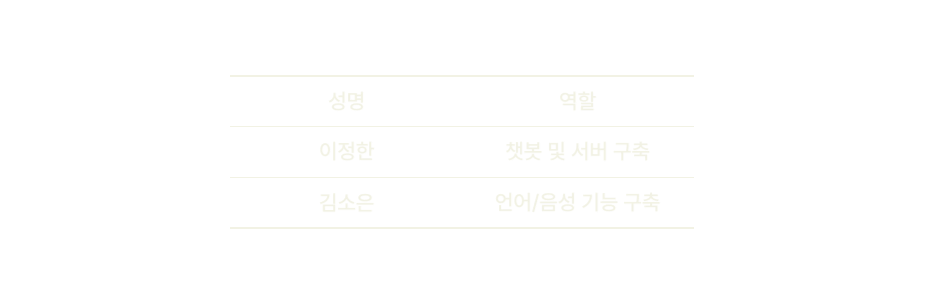 성명 역할
이정한 챗봇 및 서버 구축
김소은 언어/음성 기능 구축